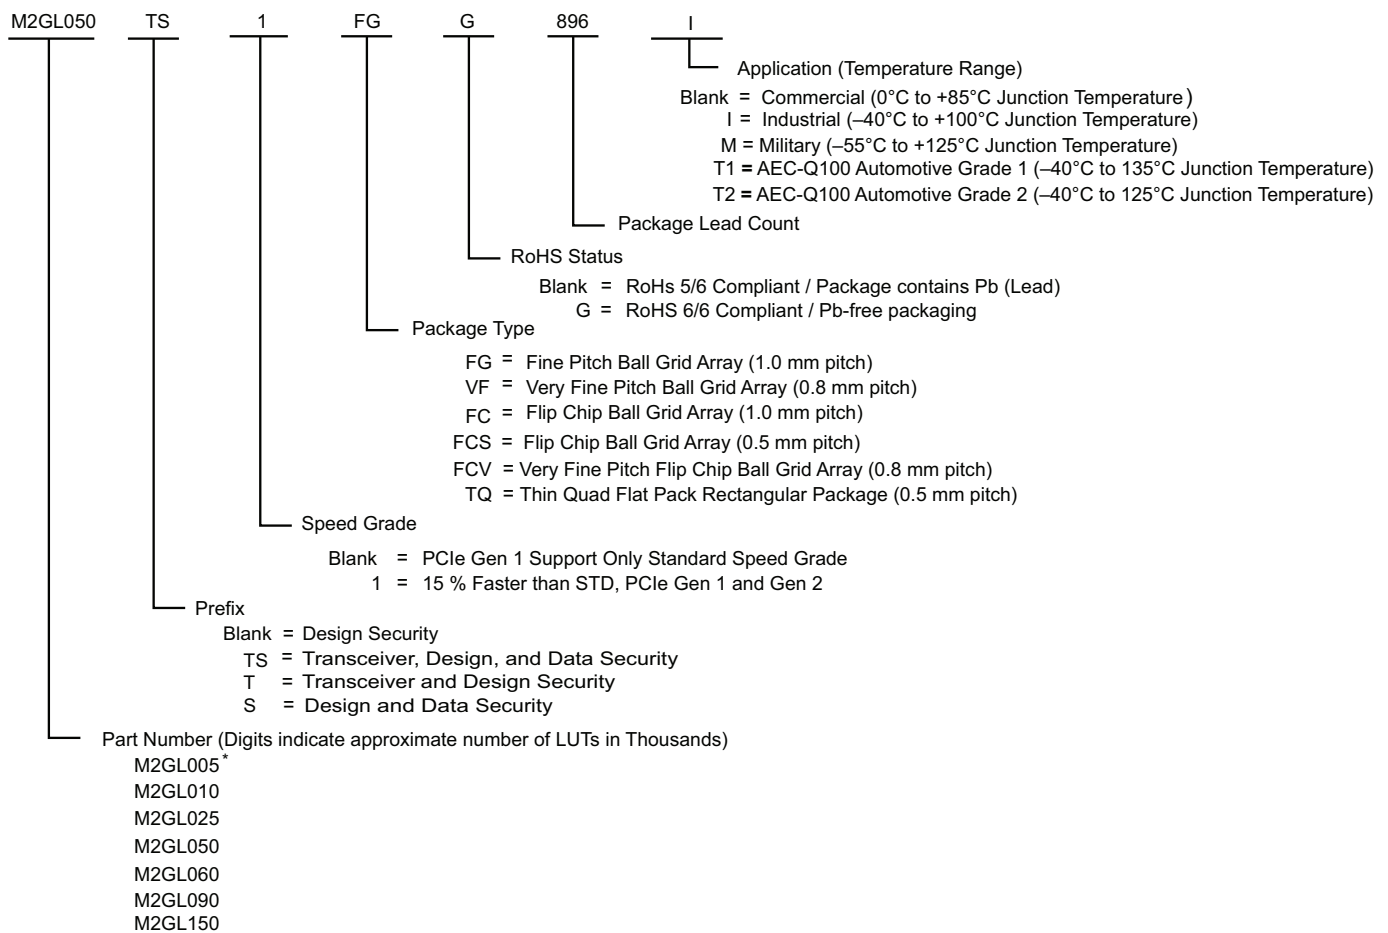 M2GL050 TS 1 FG G 896 I
Application (Temperature Range)
Blank = Commercial (0°C to +85°C Junction Temperature)
I = Industrial (–40°C to +100°C Junction Temperature)
M = Military (–55°C to +125°C Junction Temperature)
T1 = AEC-Q100 Automotive Grade 1 (–40°C to 135°C Junction Temperature)
T2 = AEC-Q100 Automotive Grade 2 (–40°C to 125°C Junction Temperature)
Package Lead Count
RoHS Status
Blank = RoHs 5/6 Compliant / Package contains Pb (Lead)
G = RoHS 6/6 Compliant / Pb-free packaging
Package Type
FG = Fine Pitch Ball Grid Array (1.0 mm pitch)
VF = Very Fine Pitch Ball Grid Array (0.8 mm pitch)
FC = Flip Chip Ball Grid Array (1.0 mm pitch)
FCS = Flip Chip Ball Grid Array (0.5 mm pitch)
FCV = Very Fine Pitch Flip Chip Ball Grid Array (0.8 mm pitch)
TQ = Thin Quad Flat Pack Rectangular Package (0.5 mm pitch)
Speed Grade
Blank = PCIe Gen 1 Support Only Standard Speed Grade
1 = 15 % Faster than STD, PCIe Gen 1 and Gen 2
Prefix
Blank = Design Security
TS = Transceiver, Design, and Data Security
T = Transceiver and Design Security
S = Design and Data Security
Part Number (Digits indicate approximate number of LUTs in Thousands)
M2GL005*
M2GL010
M2GL025
M2GL050
M2GL060
M2GL090
M2GL150